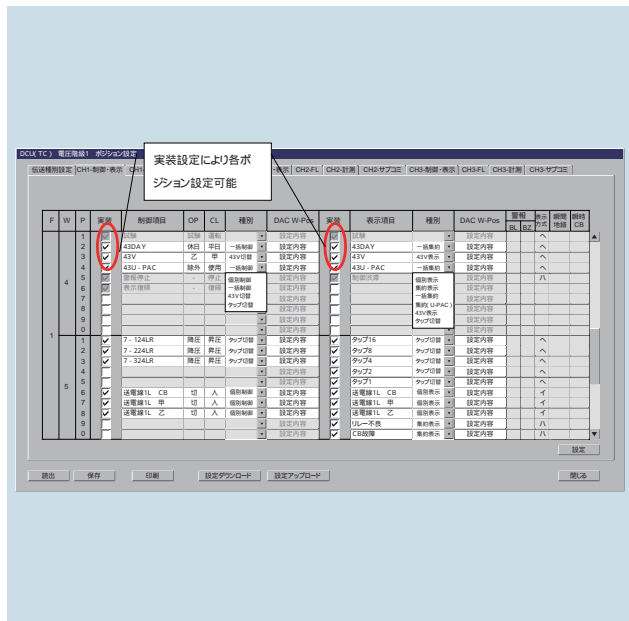 DCU( TC ) 電圧階級1 ポジション設定
実装設定により各ポ
ジション設定可能
伝送種別設定 CH1-制御・表示 CH1- ・表示 CH2-FL CH2-計測 CH2-サブコエ CH3-制御・表示 CH3-FL CH3-計測 CH3-サブコエ
F W P 実装 制御項目 OP CL 種別 DAC W-Pos 実装 表示項目 種別 DAC W-Pos 警報 BL BZ 表示方式 瞬間地絡 瞬時CB
1 試験 試験 運転 設定内容 試験 設定内容 ヘ
4 2 43DAY 休日 平日 一括制御 設定内容 43DAY 一括集約 設定内容 ヘ
3 43V 乙 甲 43V切替 設定内容 43V 43V表示 設定内容 ヘ
4 43U - PAC 除外 使用 一括制御 設定内容 43U - PAC 一括集約 設定内容 ヘ
5 警報停止 - 停止 設定内容 制御渋滞 設定内容 ハ
6 表示復帰 - 復帰 設定内容 設定内容
7 設定内容 設定内容
8 設定内容 設定内容
9 設定内容 設定内容
0 設定内容 設定内容
個別制御
一括制御
43V切替
タップ切替
個別表示
集約表示
一括集約
集約( U-PAC )
43V表示
タップ切替
1 5 1 7 - 124LR 降圧 昇圧 タップ切替 設定内容 タップ16 タップ切替 設定内容 ヘ
2 7 - 224LR 降圧 昇圧 タップ切替 設定内容 タップ8 タップ切替 設定内容 ヘ
3 7 - 324LR 降圧 昇圧 タップ切替 設定内容 タップ4 タップ切替 設定内容 ヘ
4 設定内容 タップ2 タップ切替 設定内容 ヘ
5 設定内容 タップ1 タップ切替 設定内容 ヘ
6 送電線1L CB 切 入 個別制御 設定内容 送電線1L CB 個別表示 設定内容 イ
7 送電線1L 甲 切 入 個別制御 設定内容 送電線1L 甲 個別表示 設定内容 イ
8 送電線1L 乙 切 入 個別制御 設定内容 送電線1L 乙 個別表示 設定内容 イ
9 設定内容 リレー不良 集約表示 設定内容 ハ
0 設定内容 CB故障 集約表示 設定内容 ハ
設定
読出 保存 印刷 設定ダウンロード 設定アップロード 閉じる